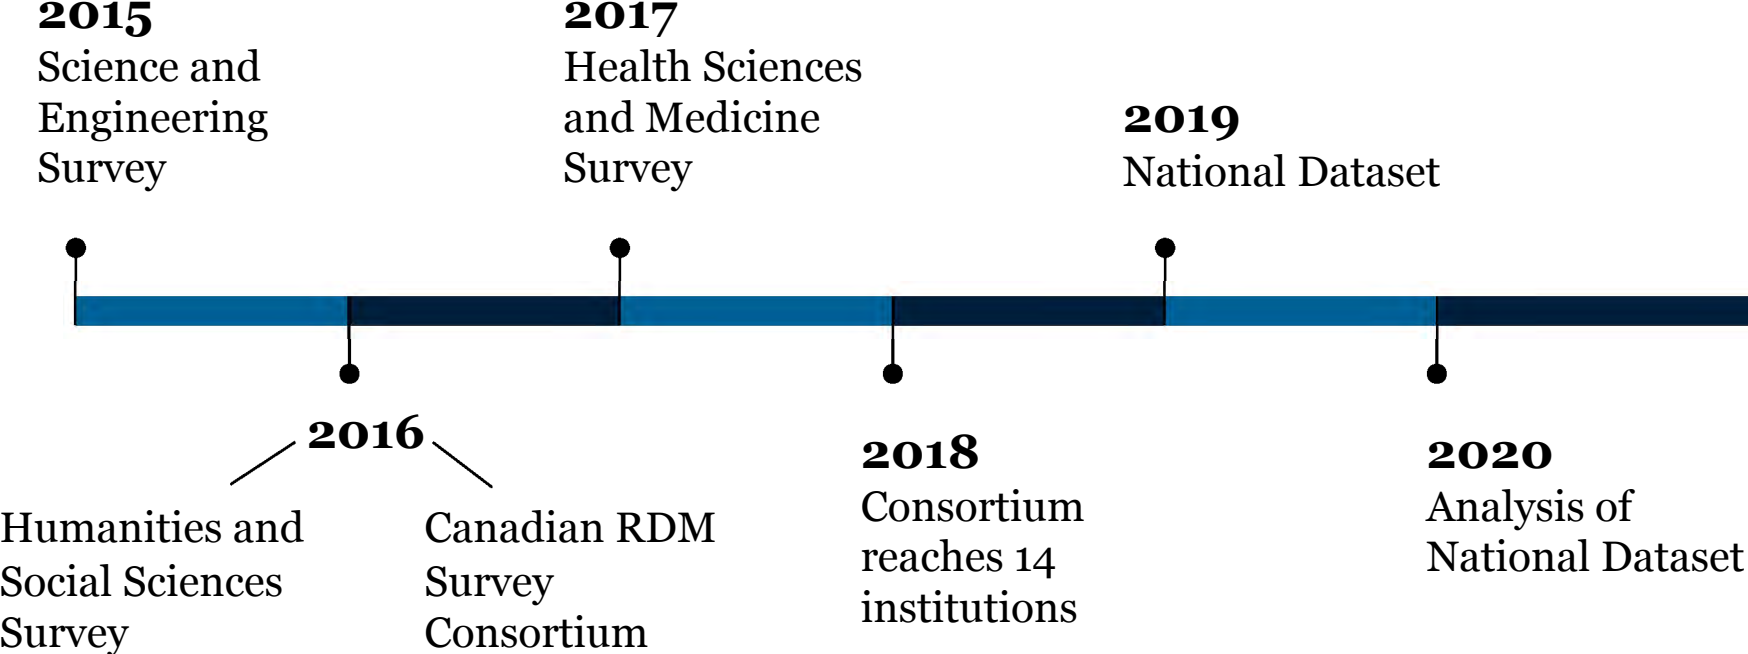 2015
Science and
Engineering
Survey
2017
Health Sciences
and Medicine
Survey
2019
National Dataset
2016
Humanities and
Social Sciences
Survey
Canadian RDM
Survey
Consortium
2018
Consortium
reaches 14
institutions
2020
Analysis of
National Dataset